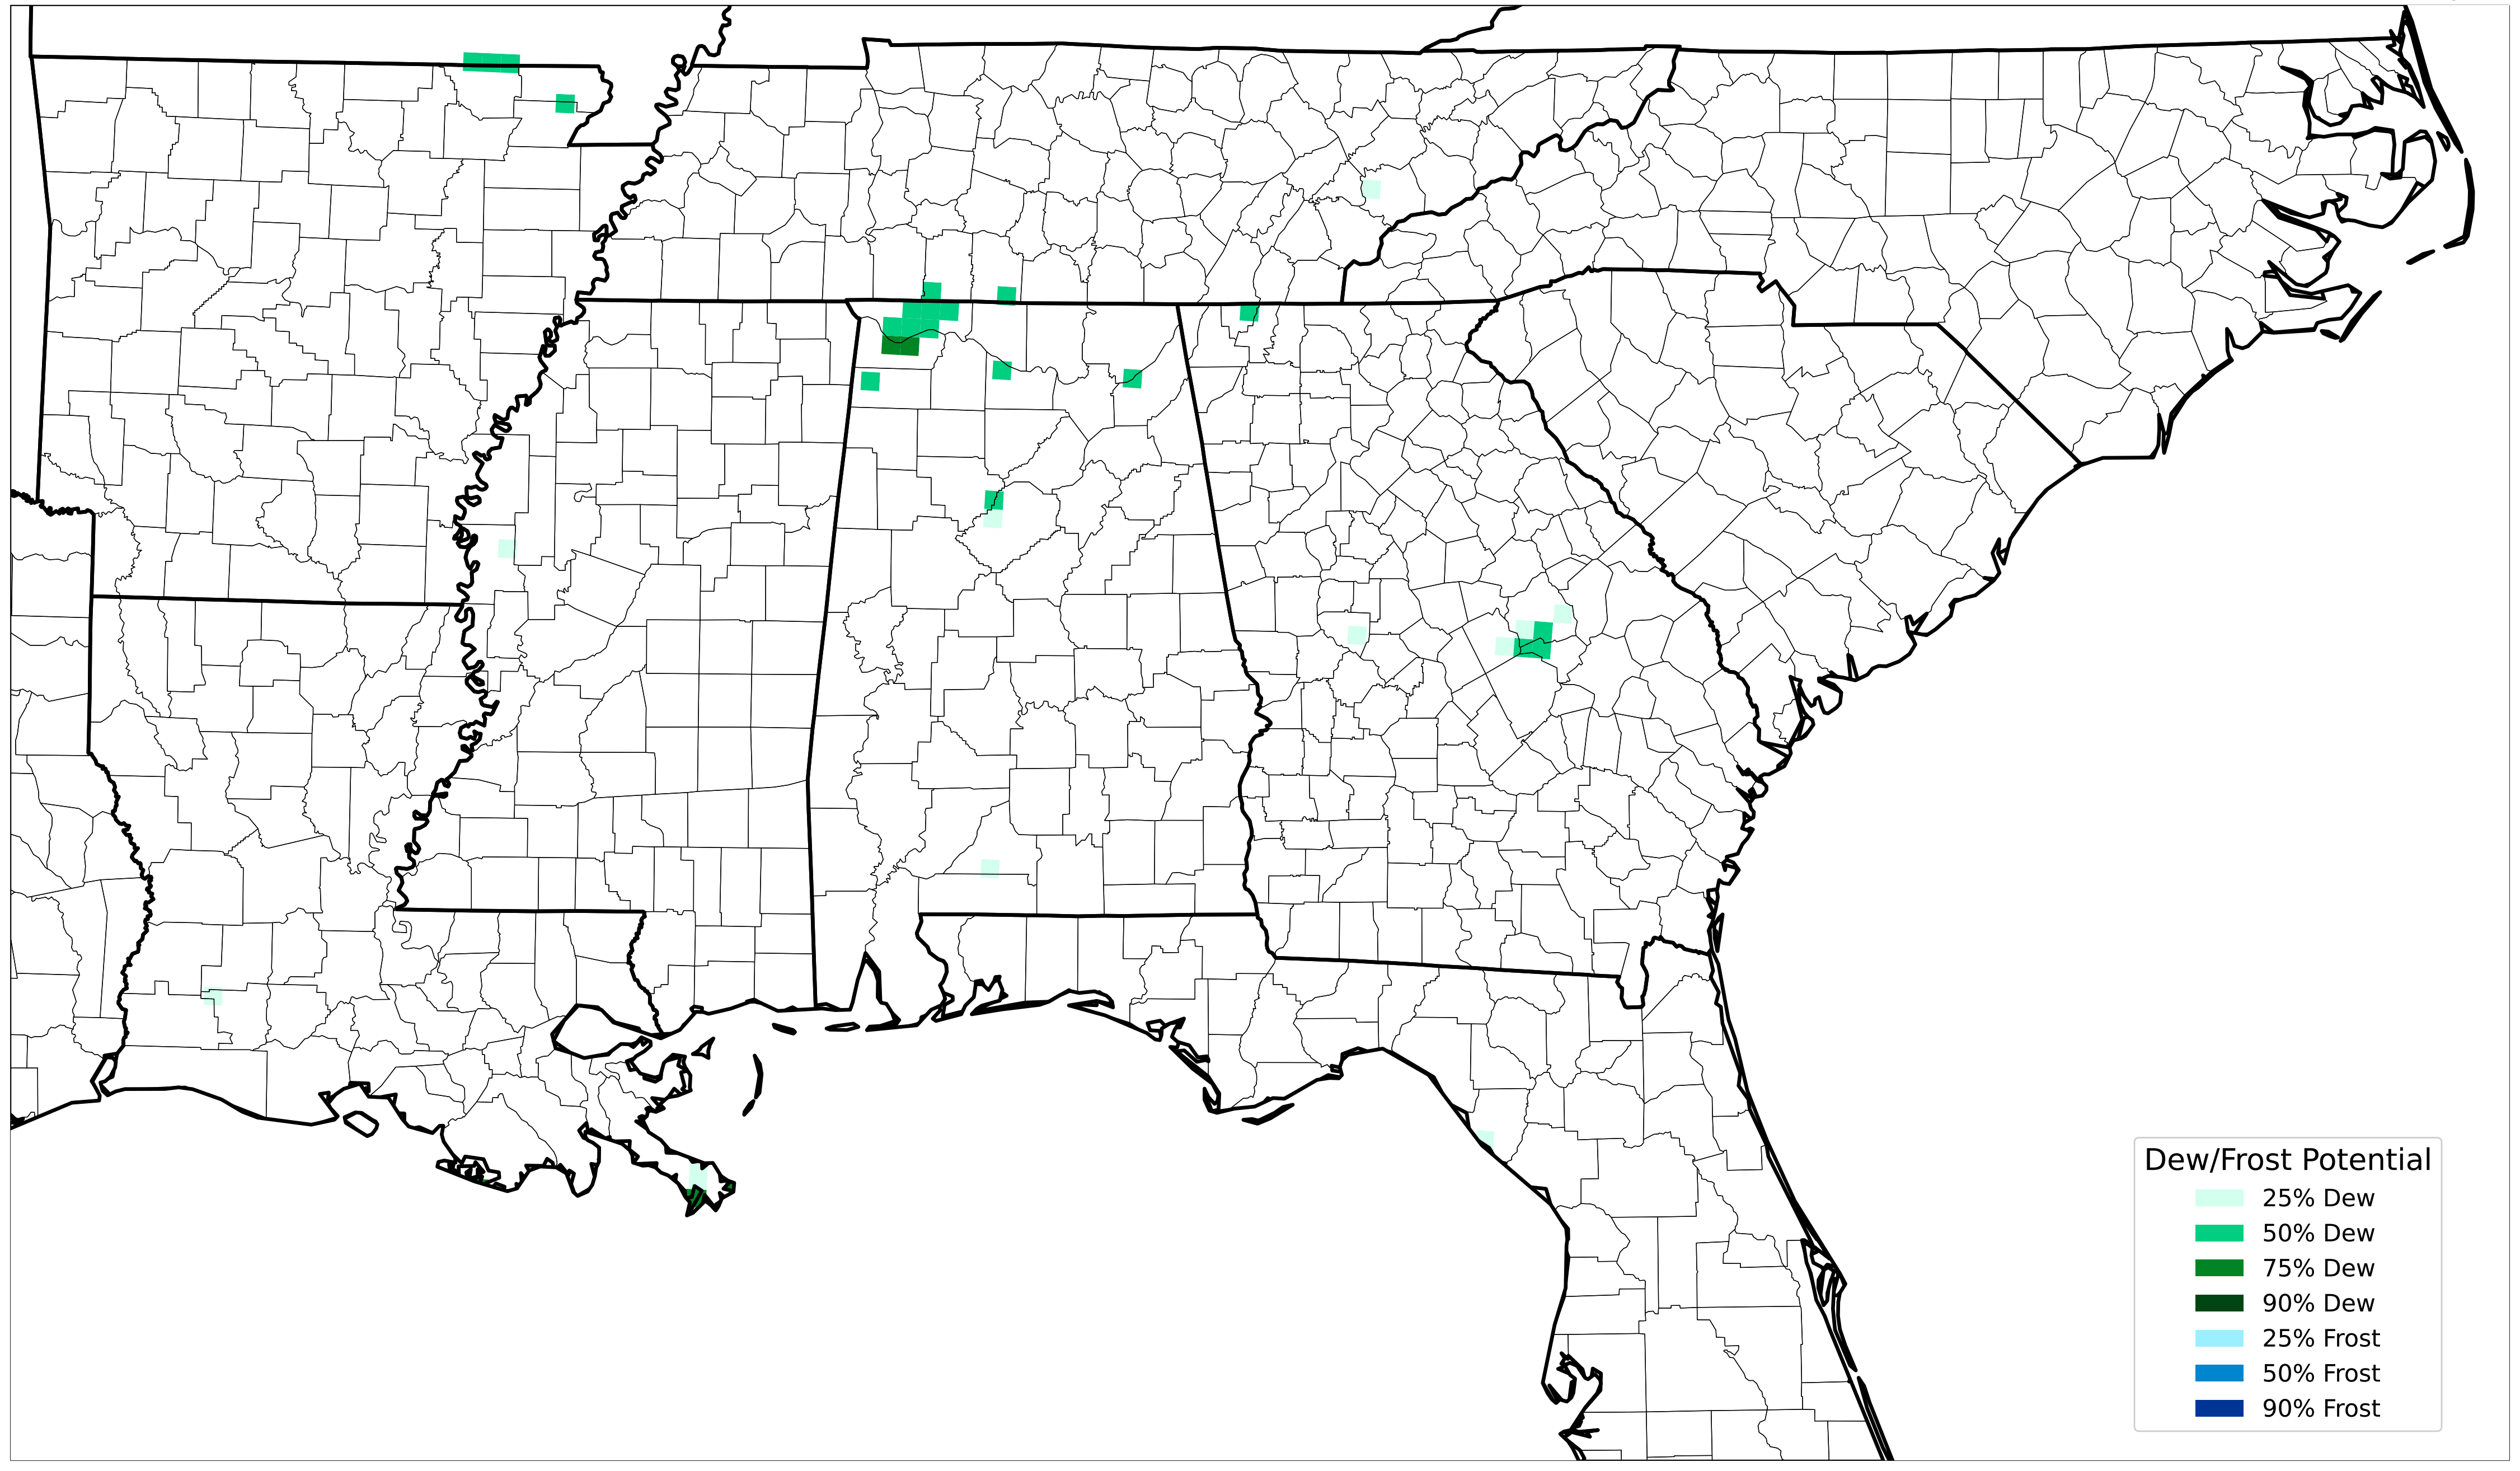 Dew/Frost Potential
25% Dew
50% Dew
75% Dew
90% Dew
25% Frost
50% Frost
90% Frost